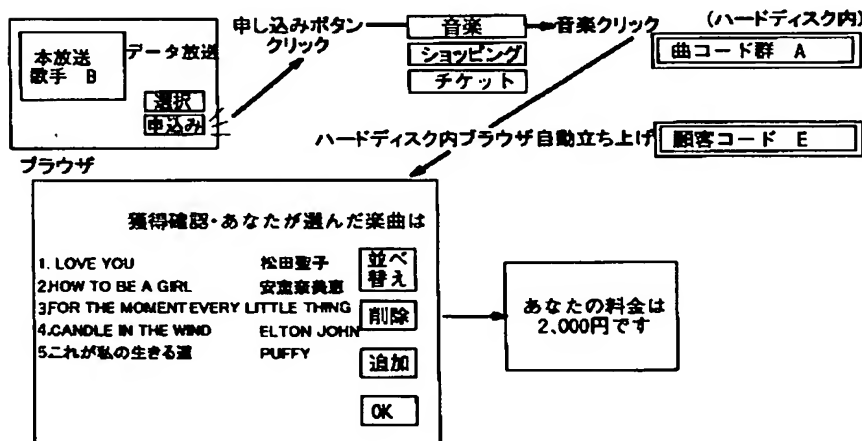 (ハードディスク内)
申し込みボタン
クリック
音楽
ショッピング
チケット
音楽クリック
曲コード群 A
本放送
歌手 B
データ放送
選択
申込み
ハードディスク内ブラウザ自動立ち上げ
顧客コード E
ブラウザ
獲得確認・あなたが選んだ楽曲は
1. LOVE YOU 松田聖子
2.HOW TO BE A GIRL 安室奈美恵
3FOR THE MOMENT EVERY LITTLE THING
4.CANDLE IN THE WIND ELTON JOHN
5.これが私の生きる道 PUFFY
並べ
替え
削除
追加
OK
あなたの料金は
2,000円です